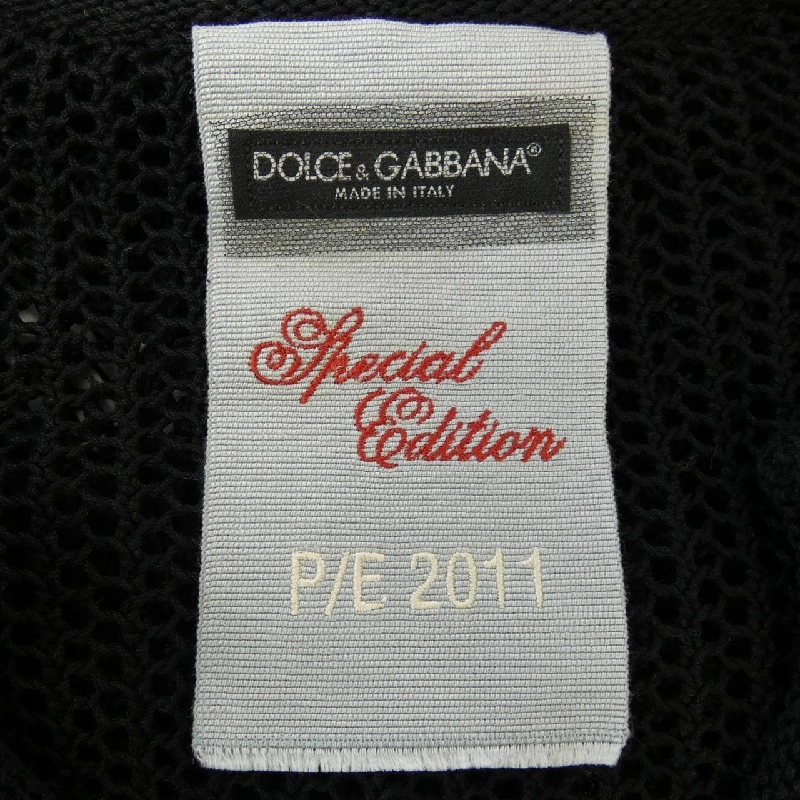 DOLCE & GABBANA®
MADE IN ITALY
Special
Edition
P/E 2011